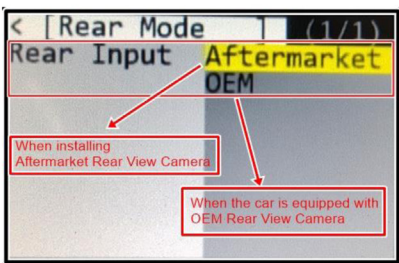 < [Rear Mode ] (1/1)
Rear Input Aftermarket
OEM
When installing
Aftermarket Rear View Camera
When the car is equipped with
OEM Rear View Camera